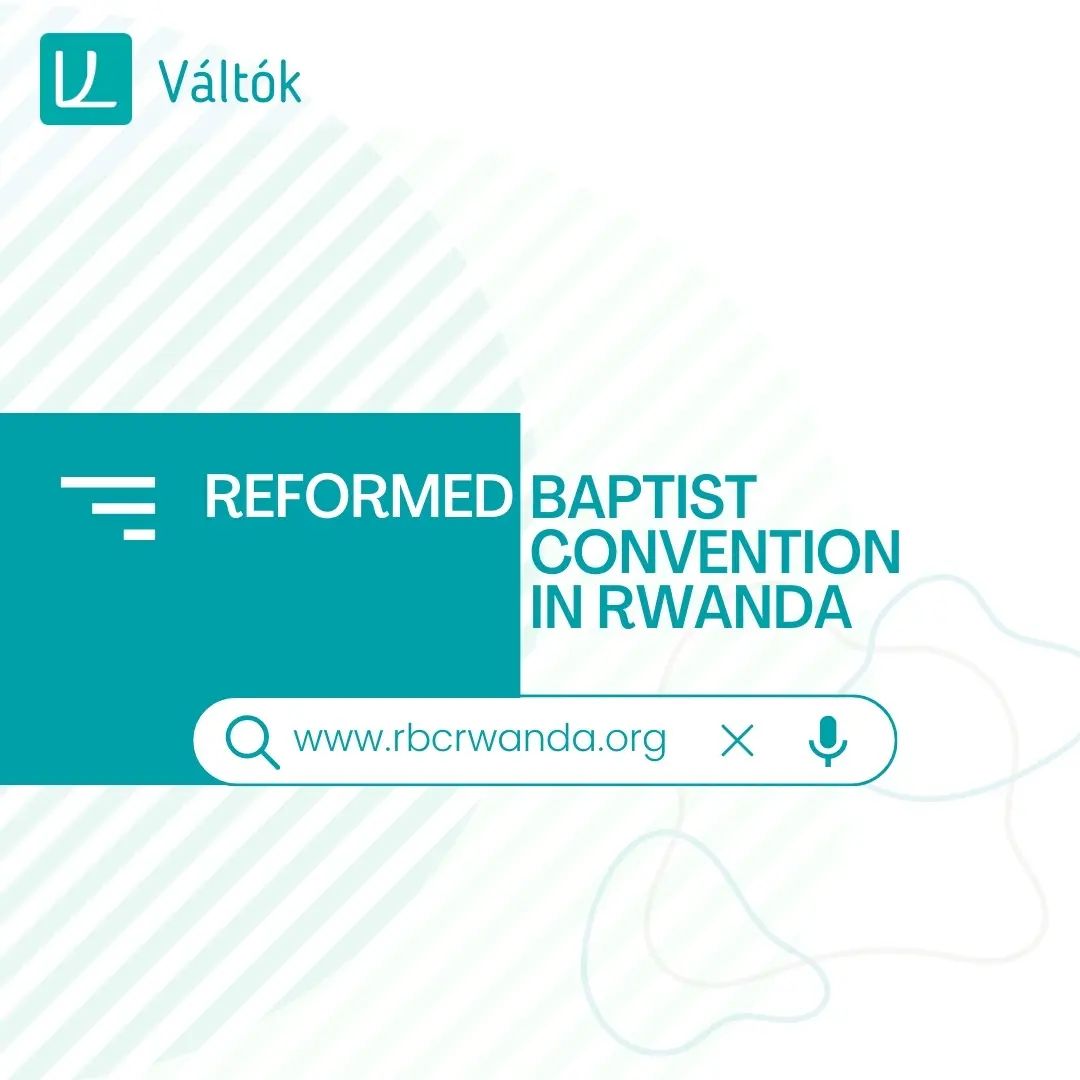 Váltók
REFORMED BAPTIST
CONVENTION
IN RWANDA
www.rbcrwanda.org